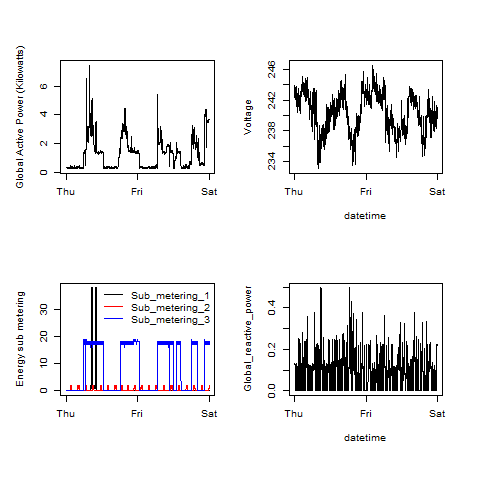 Global Active Power (Kilowatts)
0 2 4 6
Thu Fri Sat
Voltage
234 238 242 246
Thu Fri Sat
datetime
Energy sub metering
0 10 20 30
Sub_metering_1
Sub_metering_2
Sub_metering_3
Thu Fri Sat
Global_reactive_power
0.0 0.2 0.4
Thu Fri Sat
datetime